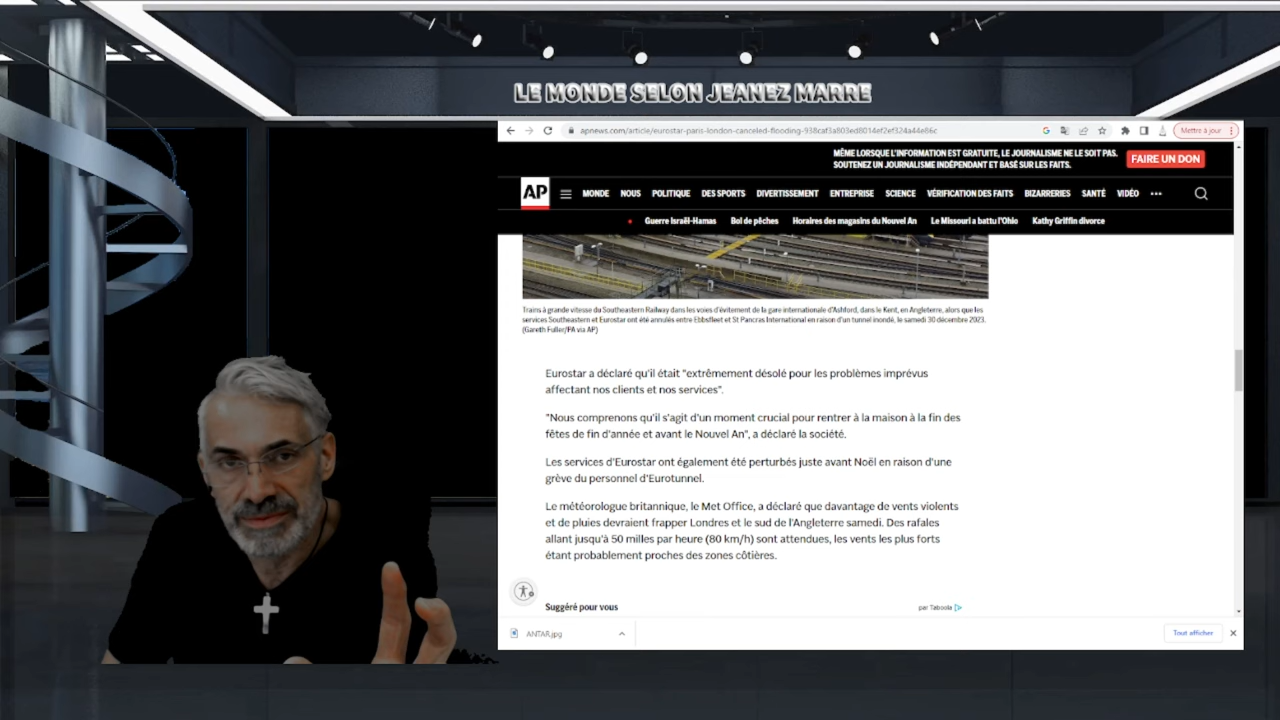 LE MONDE SELON JEANEZ MARRE
apnews.com/article/eurostar-paris-london-canceled-flooding-938caf3a803ed8014ef2ef324a44e86c
Mettre à jour
MÊME LORSQUE L'INFORMATION EST GRATUITE, LE JOURNALISME NE LE SOIT PAS.
SOUTENEZ UN JOURNALISME INDÉPENDANT ET BASÉ SUR LES FAITS.
FAIRE UN DON
AP
MONDE NOUS POLITIQUE DES SPORTS DIVERTISSEMENT ENTREPRISE SCIENCE VÉRIFICATION DES FAITS BIZARRERIES SANTÉ VIDÉO
Guerre Israël-Hamas Bol de pêches Horaires des magasins du Nouvel An Le Missouri a battu l'Ohio Kathy Griffin divorce
Trains à grande vitesse du Southeastern Railway dans les voies d'évitement de la gare internationale d'Ashford, dans le Kent, en Angleterre, alors que les
services Southeastern et Eurostar ont été annulés entre Ebbsfleet et St Pancras International en raison d'un tunnel inondé, le samedi 30 décembre 2023.
(Gareth Fuller/PA via AP)
Eurostar a déclaré qu'il était "extrêmement désolé pour les problèmes imprévus
affectant nos clients et nos services".
"Nous comprenons qu'il s'agit d'un moment crucial pour rentrer à la maison à la fin des
fêtes de fin d'année et avant le Nouvel An", a déclaré la société.
Les services d'Eurostar ont également été perturbés juste avant Noël en raison d'une
grève du personnel d'Eurotunnel.
Le météorologue britannique, le Met Office, a déclaré que davantage de vents violents
et de pluies devraient frapper Londres et le sud de l'Angleterre samedi. Des rafales
allant jusqu'à 50 milles par heure (80 km/h) sont attendues, les vents les plus forts
étant probablement proches des zones côtières.
Suggéré pour vous
par Taboola
ANTAR.jpg
Tout afficher